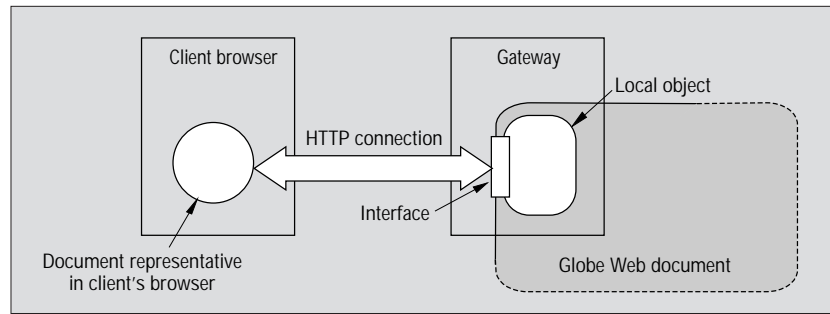 Client browser
Gateway
Local object
HTTP connection
Interface
Document representative
in client's browser
Globe Web document